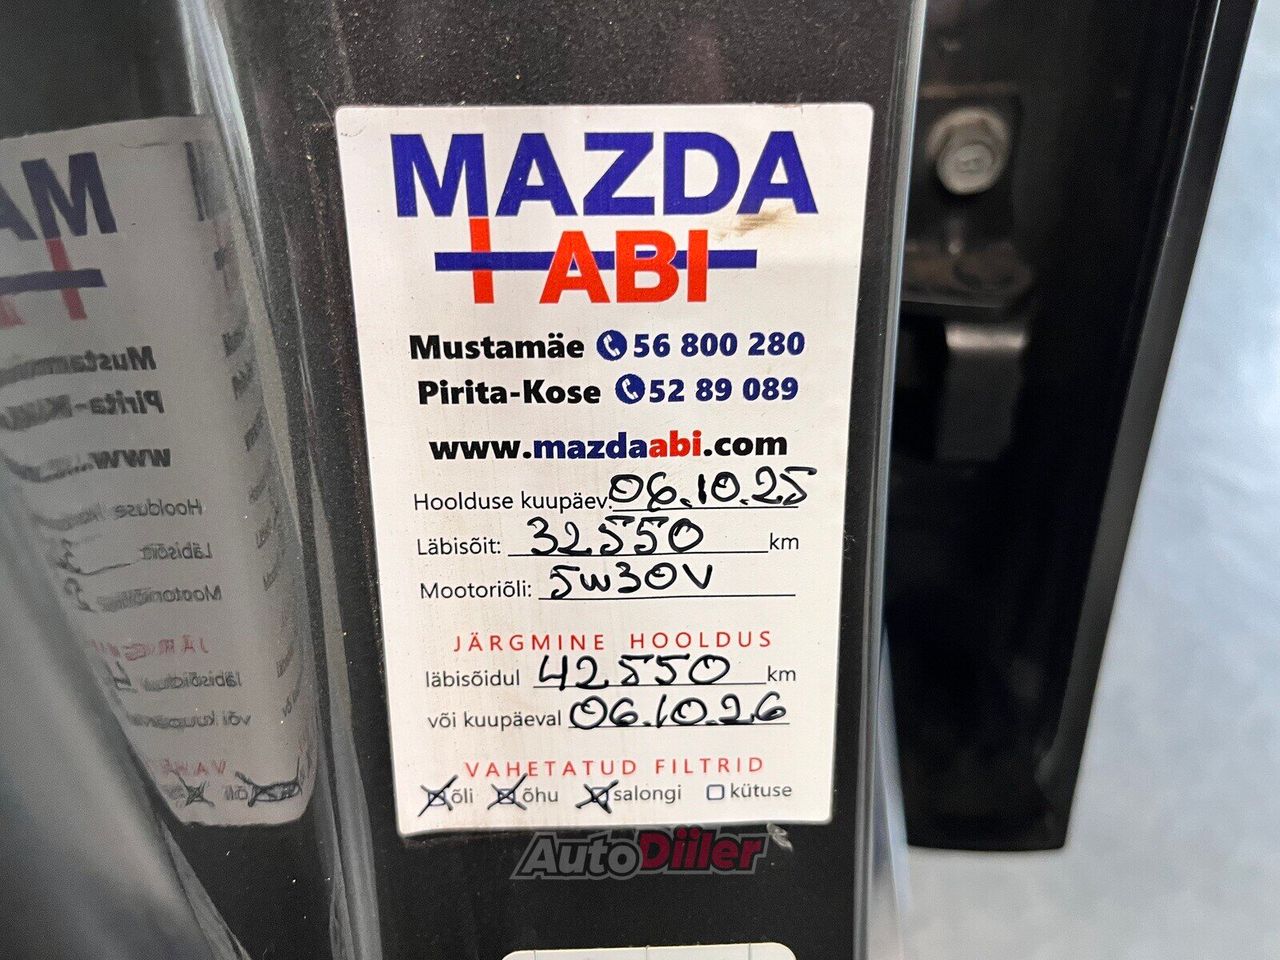 MAZDA
ABI
Mustamäe 56 800 280
Pirita-Kose 52 89 089
www.mazdaabi.com
Hoolduse kuupäev: 06.10.25
Läbisõit: 32550 km
Mootoriõli: 5W30V
JÄRGMINE HOOLDUS
läbisõidul 42550 km
või kuupäeval 06.10.26
VAHETATUD FILTRID
õli õhu salongi kütuse
AutoDiiler